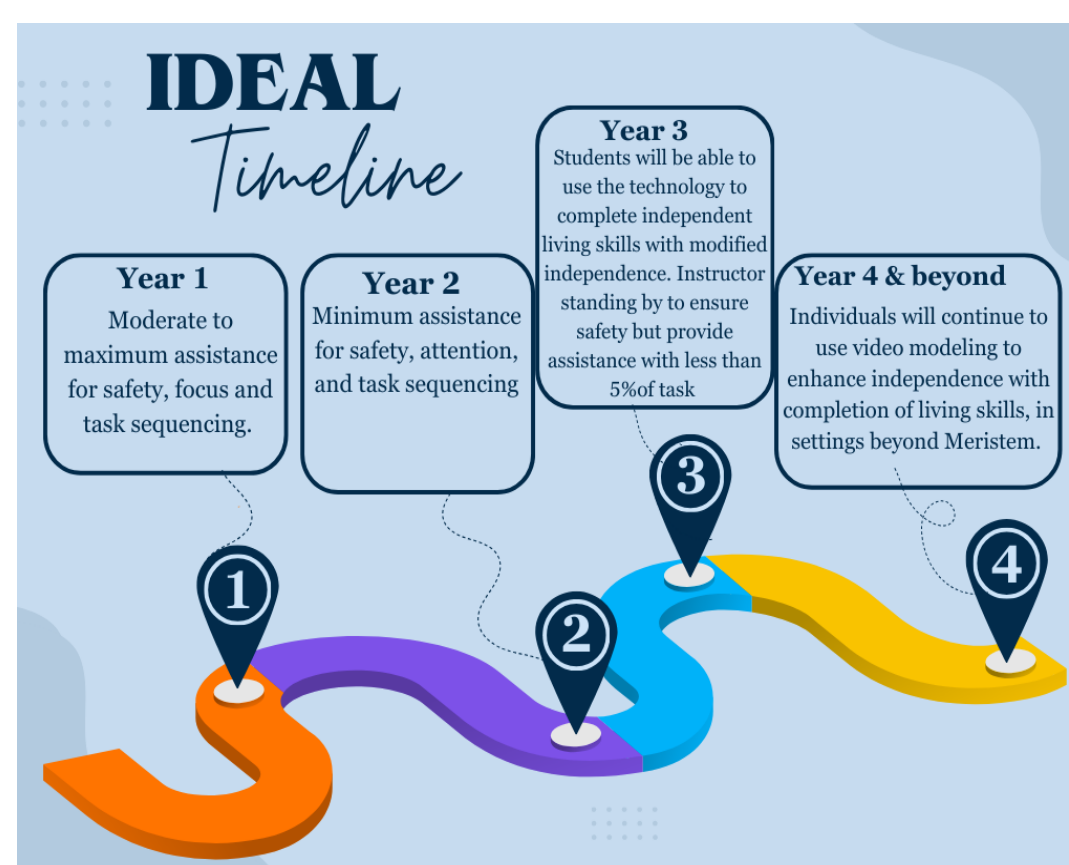 IDEAL
Timeline
Year 1
Moderate to
maximum assistance
for safety, focus and
task sequencing.
Year 2
Minimum assistance
for safety, attention,
and task sequencing
Year 3
Students will be able to
use the technology to
complete independent
living skills with modified
independence. Instructor
standing by to ensure
safety but provide
assistance with less than
5%of task
Year 4 & beyond
Individuals will continue to
use video modeling to
enhance independence with
completion of living skills, in
settings beyond Meristem.
1
2
3
4